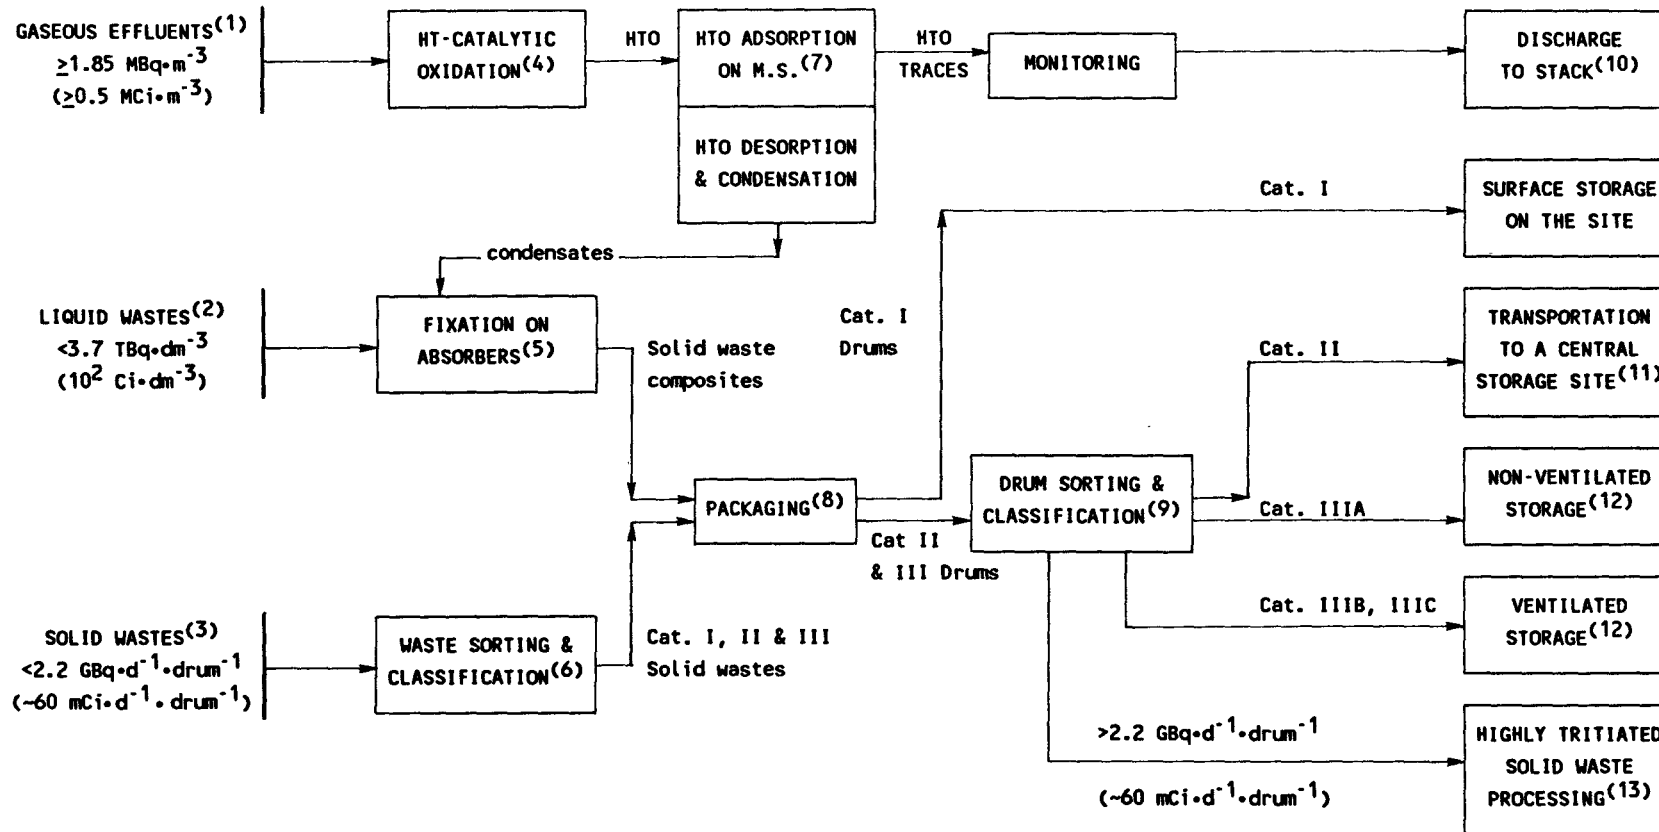 GASEOUS EFFLUENTS(1)
≥1.85 MBq•m-3
(≥0.5 MCi•m-3)
HT-CATALYTIC
OXIDATION(4)
HTO
HTO ADSORPTION
ON M.S.(7)
HTO
TRACES
MONITORING
DISCHARGE
TO STACK(10)
HTO DESORPTION
& CONDENSATION
condensates
Cat. I
SURFACE STORAGE
ON THE SITE
LIQUID WASTES(2)
<3.7 TBq•dm-3
(102 Ci•dm-3)
FIXATION ON
ABSORBERS(5)
Solid waste
composites
Cat. I
Drums
Cat. II
TRANSPORTATION
TO A CENTRAL
STORAGE SITE(11)
PACKAGING(8)
Cat II
& III Drums
DRUM SORTING &
CLASSIFICATION(9)
Cat. IIIA
NON-VENTILATED
STORAGE(12)
Cat. IIIB, IIIC
VENTILATED
STORAGE(12)
SOLID WASTES(3)
<2.2 GBq•d-1•drum-1
(~60 mCi•d-1•drum-1)
WASTE SORTING &
CLASSIFICATION(6)
Cat. I, II & III
Solid wastes
>2.2 GBq•d-1•drum-1
(~60 mCi•d-1•drum-1)
HIGHLY TRITIATED
SOLID WASTE
PROCESSING(13)